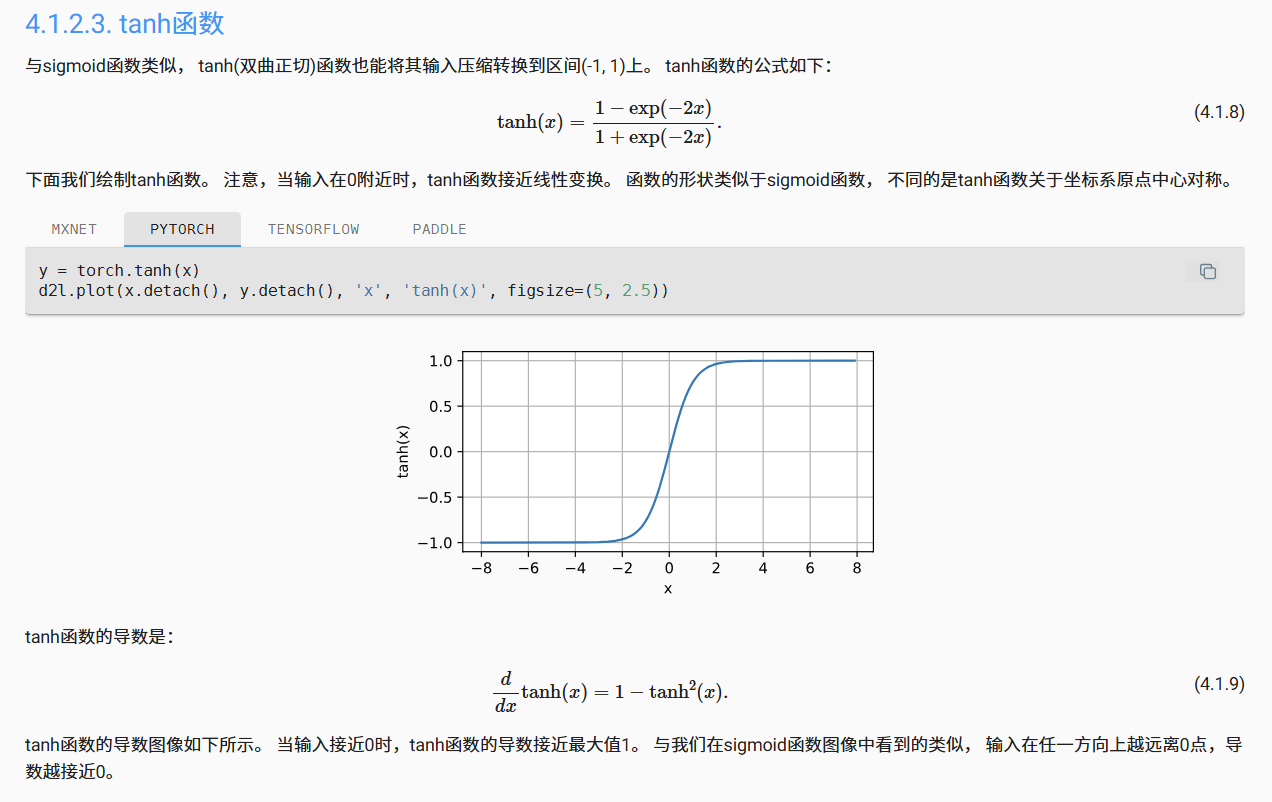 4.1.2.3. tanh函数
与sigmoid函数类似， tanh(双曲正切)函数也能将其输入压缩转换到区间(-1, 1)上。 tanh函数的公式如下：
tanh(x) = \frac{1 − exp(−2x)}{1 + exp(−2x)}. (4.1.8)
下面我们绘制tanh函数。 注意，当输入在0附近时，tanh函数接近线性变换。 函数的形状类似于sigmoid函数， 不同的是tanh函数关于坐标系原点中心对称。
MXNET PYTORCH TENSORFLOW PADDLE
y = torch.tanh(x)
d2l.plot(x.detach(), y.detach(), 'x', 'tanh(x)', figsize=(5, 2.5))
1.0
0.5
0.0
−0.5
−1.0
tanh(x)
−8 −6 −4 −2 0 2 4 6 8
x
tanh函数的导数是：
\frac{d}{dx} tanh(x) = 1 − tanh²(x). (4.1.9)
tanh函数的导数图像如下所示。 当输入接近0时，tanh函数的导数接近最大值1。 与我们在sigmoid函数图像中看到的类似， 输入在任一方向上越远离0点，导
数越接近0。